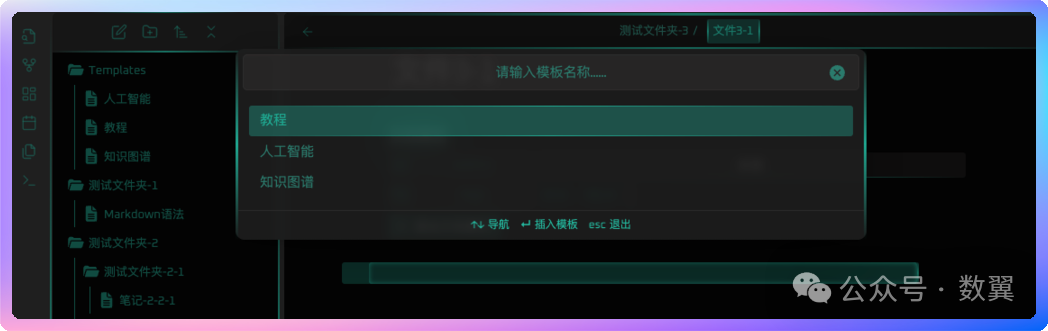 测试文件夹-3 / 文件3-1
Templates
人工智能
教程
知识图谱
测试文件夹-1
Markdown语法
测试文件夹-2
测试文件夹-2-1
笔记-2-2-1
请输入模板名称......
教程
人工智能
知识图谱
↑↓ 导航 ↵ 插入模板 esc 退出
公众号 · 数翼